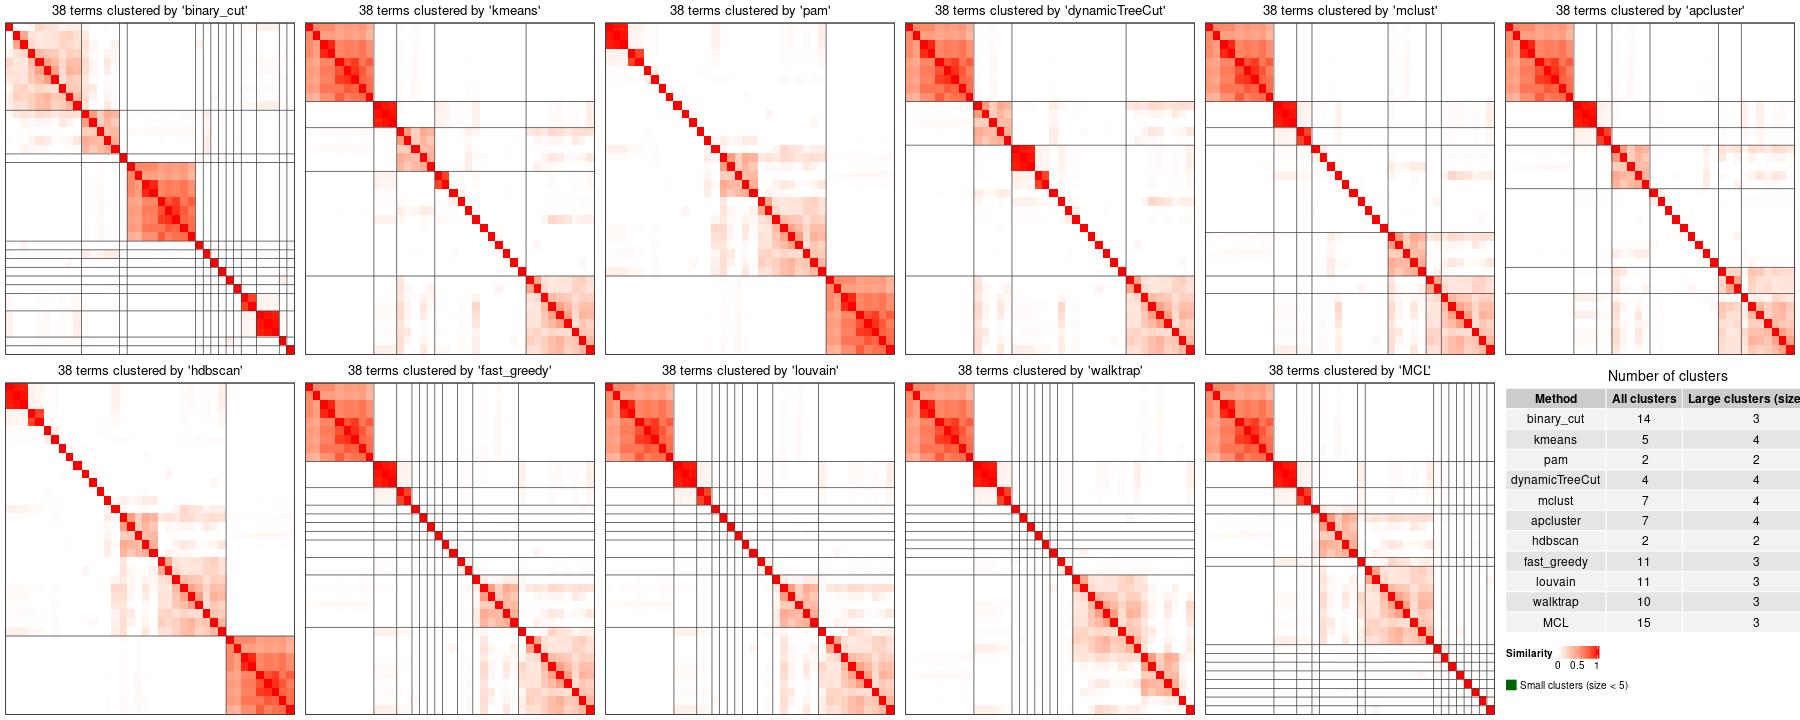 38 terms clustered by 'binary_cut'
38 terms clustered by 'kmeans'
38 terms clustered by 'pam'
38 terms clustered by 'dynamicTreeCut'
38 terms clustered by 'mclust'
38 terms clustered by 'apcluster'
38 terms clustered by 'hdbscan'
38 terms clustered by 'fast_greedy'
38 terms clustered by 'louvain'
38 terms clustered by 'walktrap'
38 terms clustered by 'MCL'
Number of clusters
Method All clusters Large clusters (size
binary_cut 14 3
kmeans 5 4
pam 2 2
dynamicTreeCut 4 4
mclust 7 4
apcluster 7 4
hdbscan 2 2
fast_greedy 11 3
louvain 11 3
walktrap 10 3
MCL 15 3
Similarity
0 0.5 1
Small clusters (size < 5)